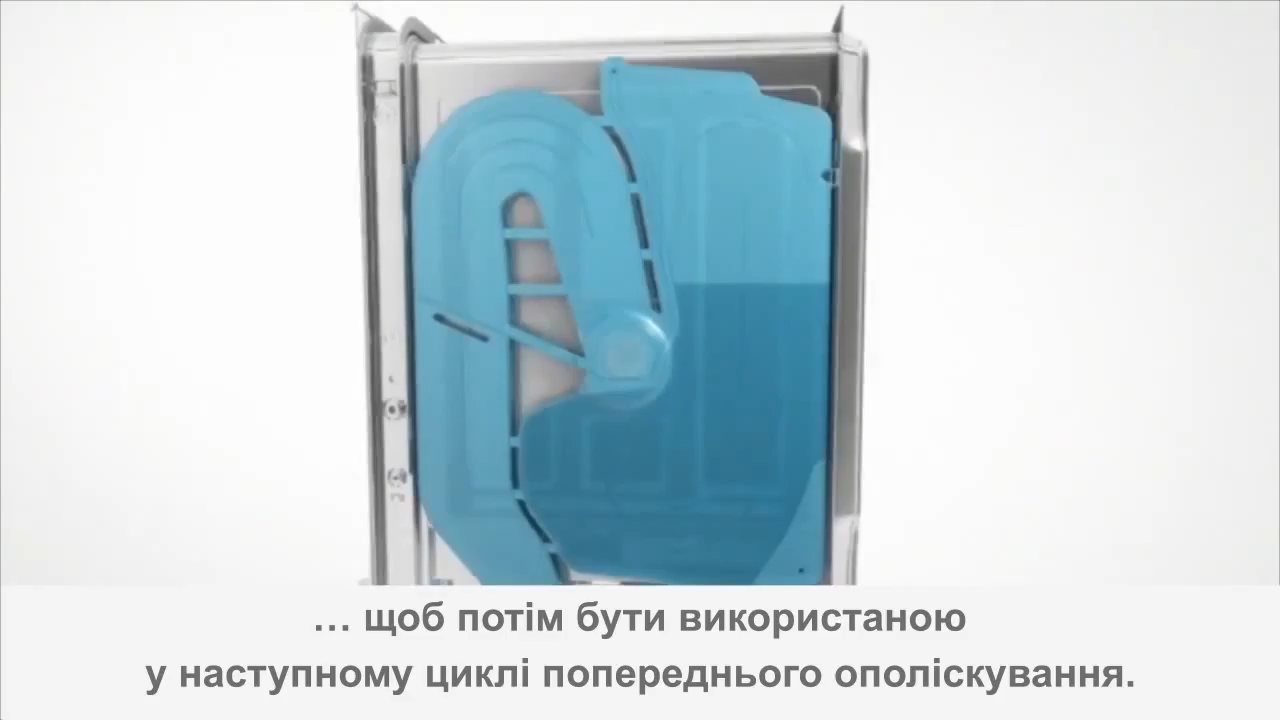 … щоб потім бути використаною
у наступному циклі попереднього ополіскування.